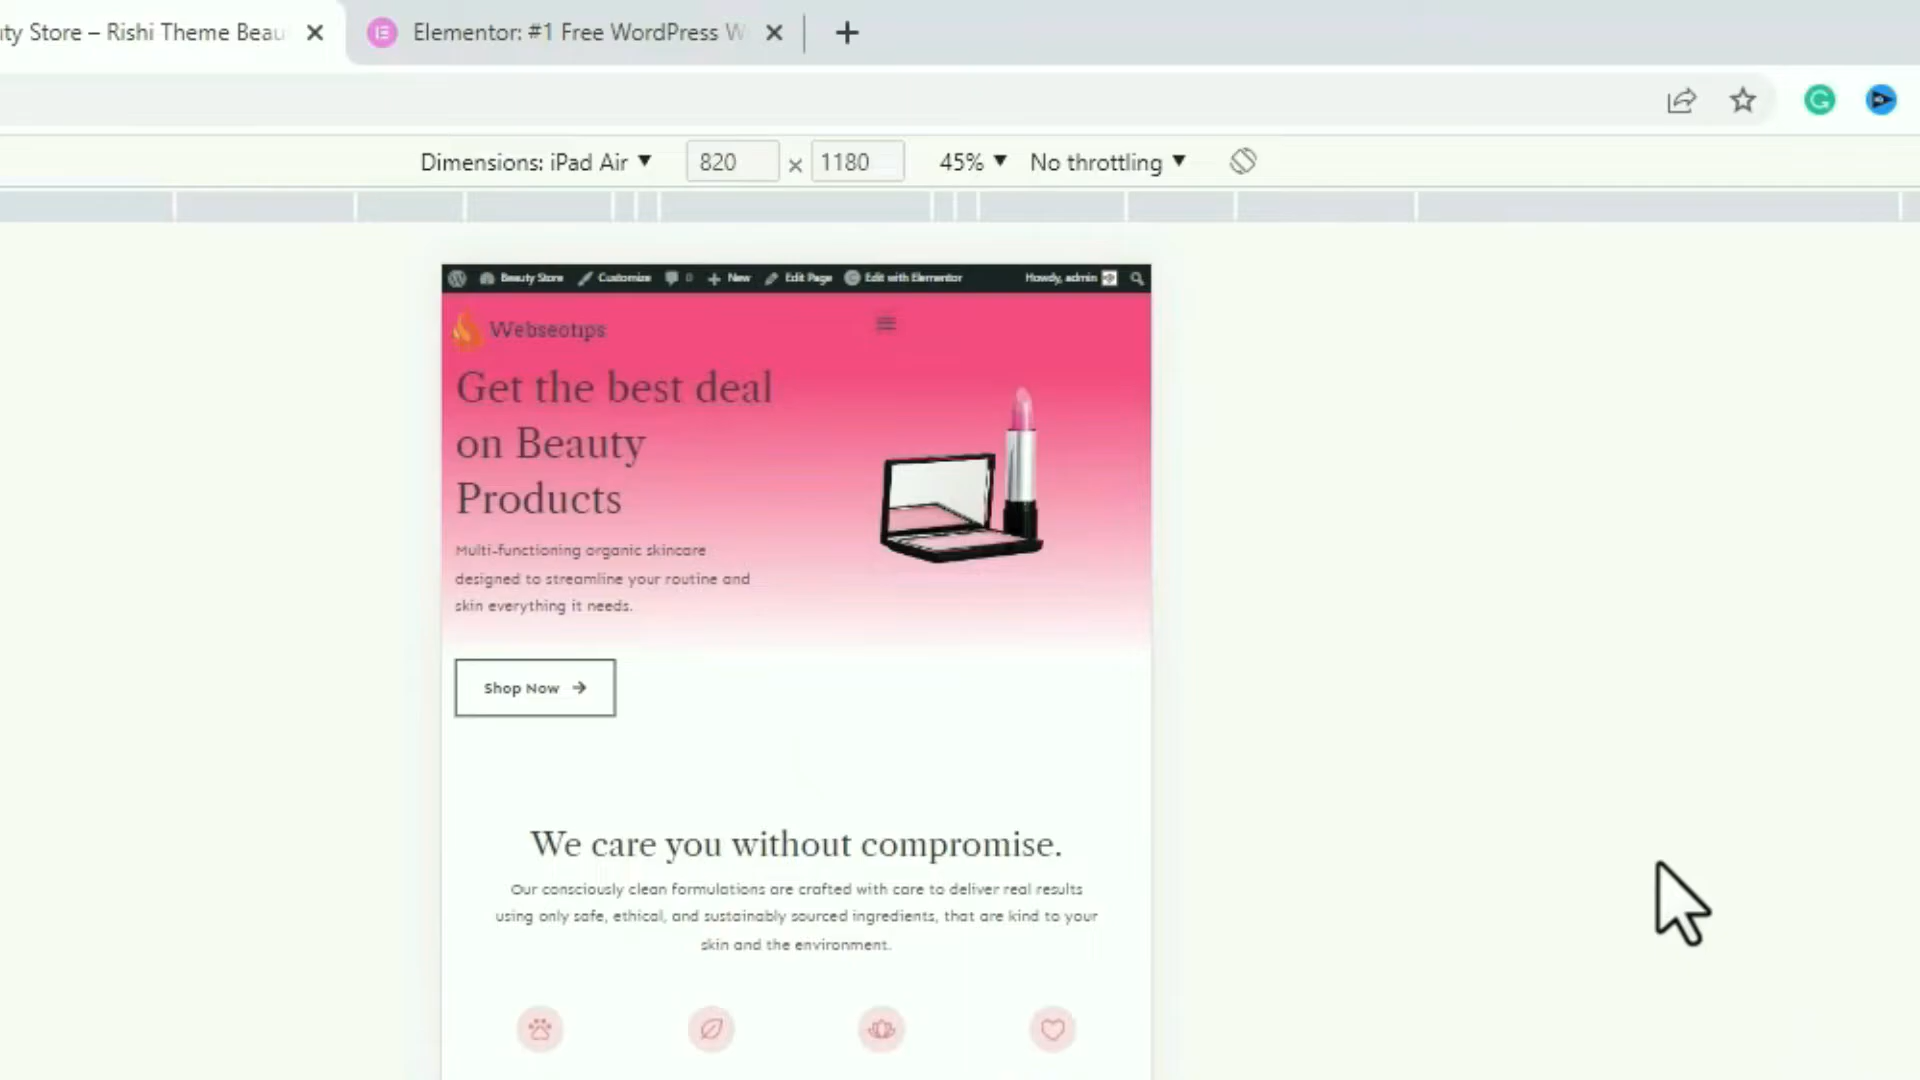 ty Store – Rishi Theme Beau
Elementor: #1 Free WordPress W
Dimensions: iPad Air
820 x 1180
45%
No throttling
Beauty Store
Customize
0
New
Edit Page
Edit with Elementor
Howdy, admin
Webseotips
Get the best deal
on Beauty
Products
Multi-functioning organic skincare
designed to streamline your routine and
skin everything it needs.
Shop Now
We care you without compromise.
Our consciously clean formulations are crafted with care to deliver real results
using only safe, ethical, and sustainably sourced ingredients, that are kind to your
skin and the environment.